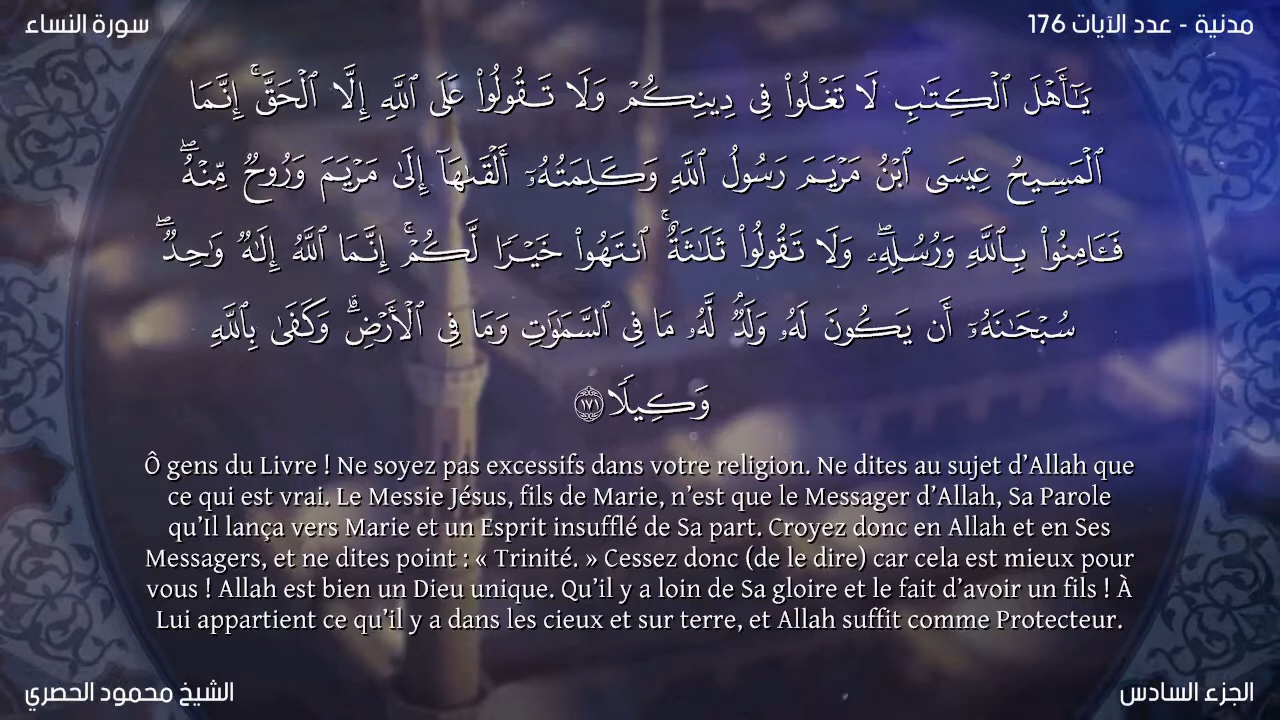 سورة النساء
مدنية - عدد الآيات 176
يَـٰٓأَهْلَ ٱلْكِتَـٰبِ لَا تَغْلُوا۟ فِى دِينِكُمْ وَلَا تَقُولُوا۟ عَلَى ٱللَّهِ إِلَّا ٱلْحَقَّ ۚ إِنَّمَا
ٱلْمَسِيحُ عِيسَى ٱبْنُ مَرْيَمَ رَسُولُ ٱللَّهِ وَكَلِمَتُهُۥٓ أَلْقَىٰهَآ إِلَىٰ مَرْيَمَ وَرُوحٌ مِّنْهُ ۖ
فَـَٔامِنُوا۟ بِٱللَّهِ وَرُسُلِهِۦ ۖ وَلَا تَقُولُوا۟ ثَلَـٰثَةٌ ۚ ٱنتَهُوا۟ خَيْرًا لَّكُمْ ۚ إِنَّمَا ٱللَّهُ إِلَـٰهٌ وَٰحِدٌ ۖ
سُبْحَـٰنَهُۥٓ أَن يَكُونَ لَهُۥ وَلَدٌ ۘ لَّهُۥ مَا فِى ٱلسَّمَـٰوَٰتِ وَمَا فِى ٱلْأَرْضِ ۗ وَكَفَىٰ بِٱللَّهِ
وَكِيلًا ١٧١
Ô gens du Livre ! Ne soyez pas excessifs dans votre religion. Ne dites au sujet d’Allah que
ce qui est vrai. Le Messie Jésus, fils de Marie, n’est que le Messager d’Allah, Sa Parole
qu’Il lança vers Marie et un Esprit insufflé de Sa part. Croyez donc en Allah et en Ses
Messagers, et ne dites point : « Trinité. » Cessez donc (de le dire) car cela est mieux pour
vous ! Allah est bien un Dieu unique. Qu’il y a loin de Sa gloire et le fait d’avoir un fils ! À
Lui appartient ce qu’il y a dans les cieux et sur terre, et Allah suffit comme Protecteur.
الشيخ محمود الحصري
الجزء السادس